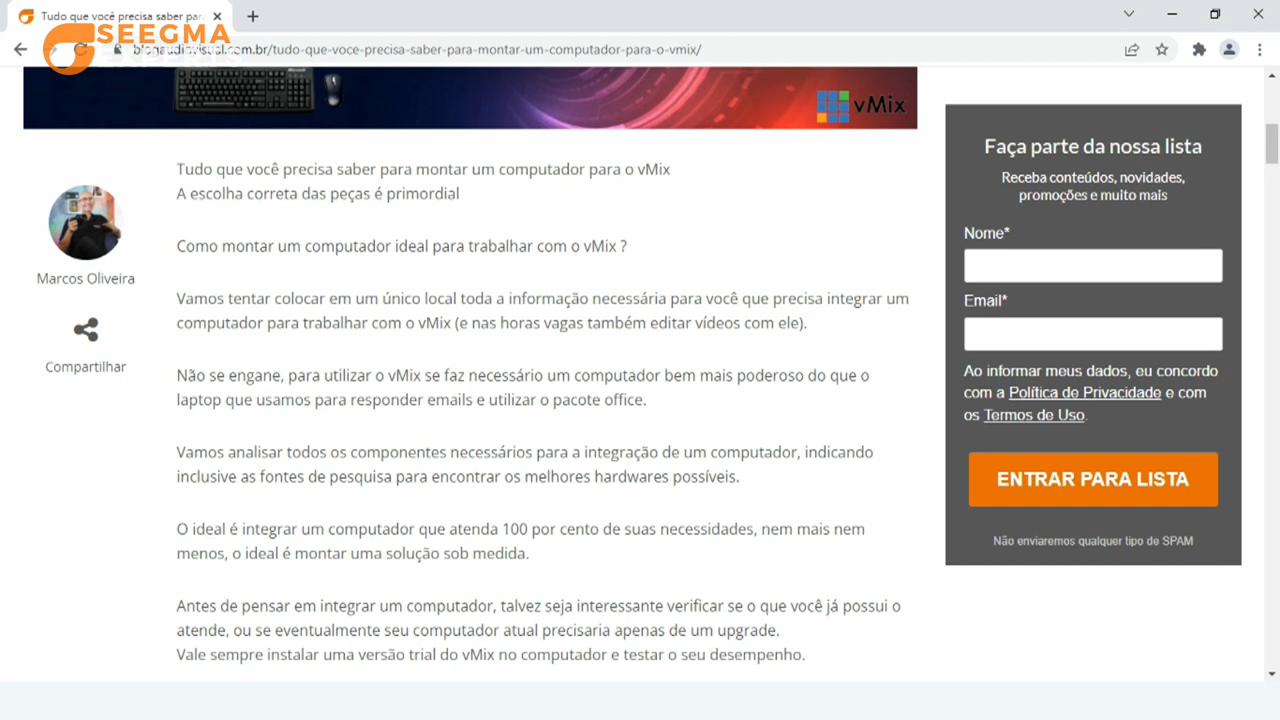 Tudo que você precisa saber para
SEEGMA
EXPERTS
blogaudiovisual.com.br/tudo-que-voce-precisa-saber-para-montar-um-computador-para-o-vmix/
vMix
Marcos Oliveira
Compartilhar
Tudo que você precisa saber para montar um computador para o vMix
A escolha correta das peças é primordial
Como montar um computador ideal para trabalhar com o vMix ?
Vamos tentar colocar em um único local toda a informação necessária para você que precisa integrar um
computador para trabalhar com o vMix (e nas horas vagas também editar vídeos com ele).
Não se engane, para utilizar o vMix se faz necessário um computador bem mais poderoso do que o
laptop que usamos para responder emails e utilizar o pacote office.
Vamos analisar todos os componentes necessários para a integração de um computador, indicando
inclusive as fontes de pesquisa para encontrar os melhores hardwares possíveis.
O ideal é integrar um computador que atenda 100 por cento de suas necessidades, nem mais nem
menos, o ideal é montar uma solução sob medida.
Antes de pensar em integrar um computador, talvez seja interessante verificar se o que você já possui o
atende, ou se eventualmente seu computador atual precisaria apenas de um upgrade.
Vale sempre instalar uma versão trial do vMix no computador e testar o seu desempenho.
Faça parte da nossa lista
Receba conteúdos, novidades,
promoções e muito mais
Nome*
Email*
Ao informar meus dados, eu concordo
com a Política de Privacidade e com
os Termos de Uso.
ENTRAR PARA LISTA
Não enviaremos qualquer tipo de SPAM